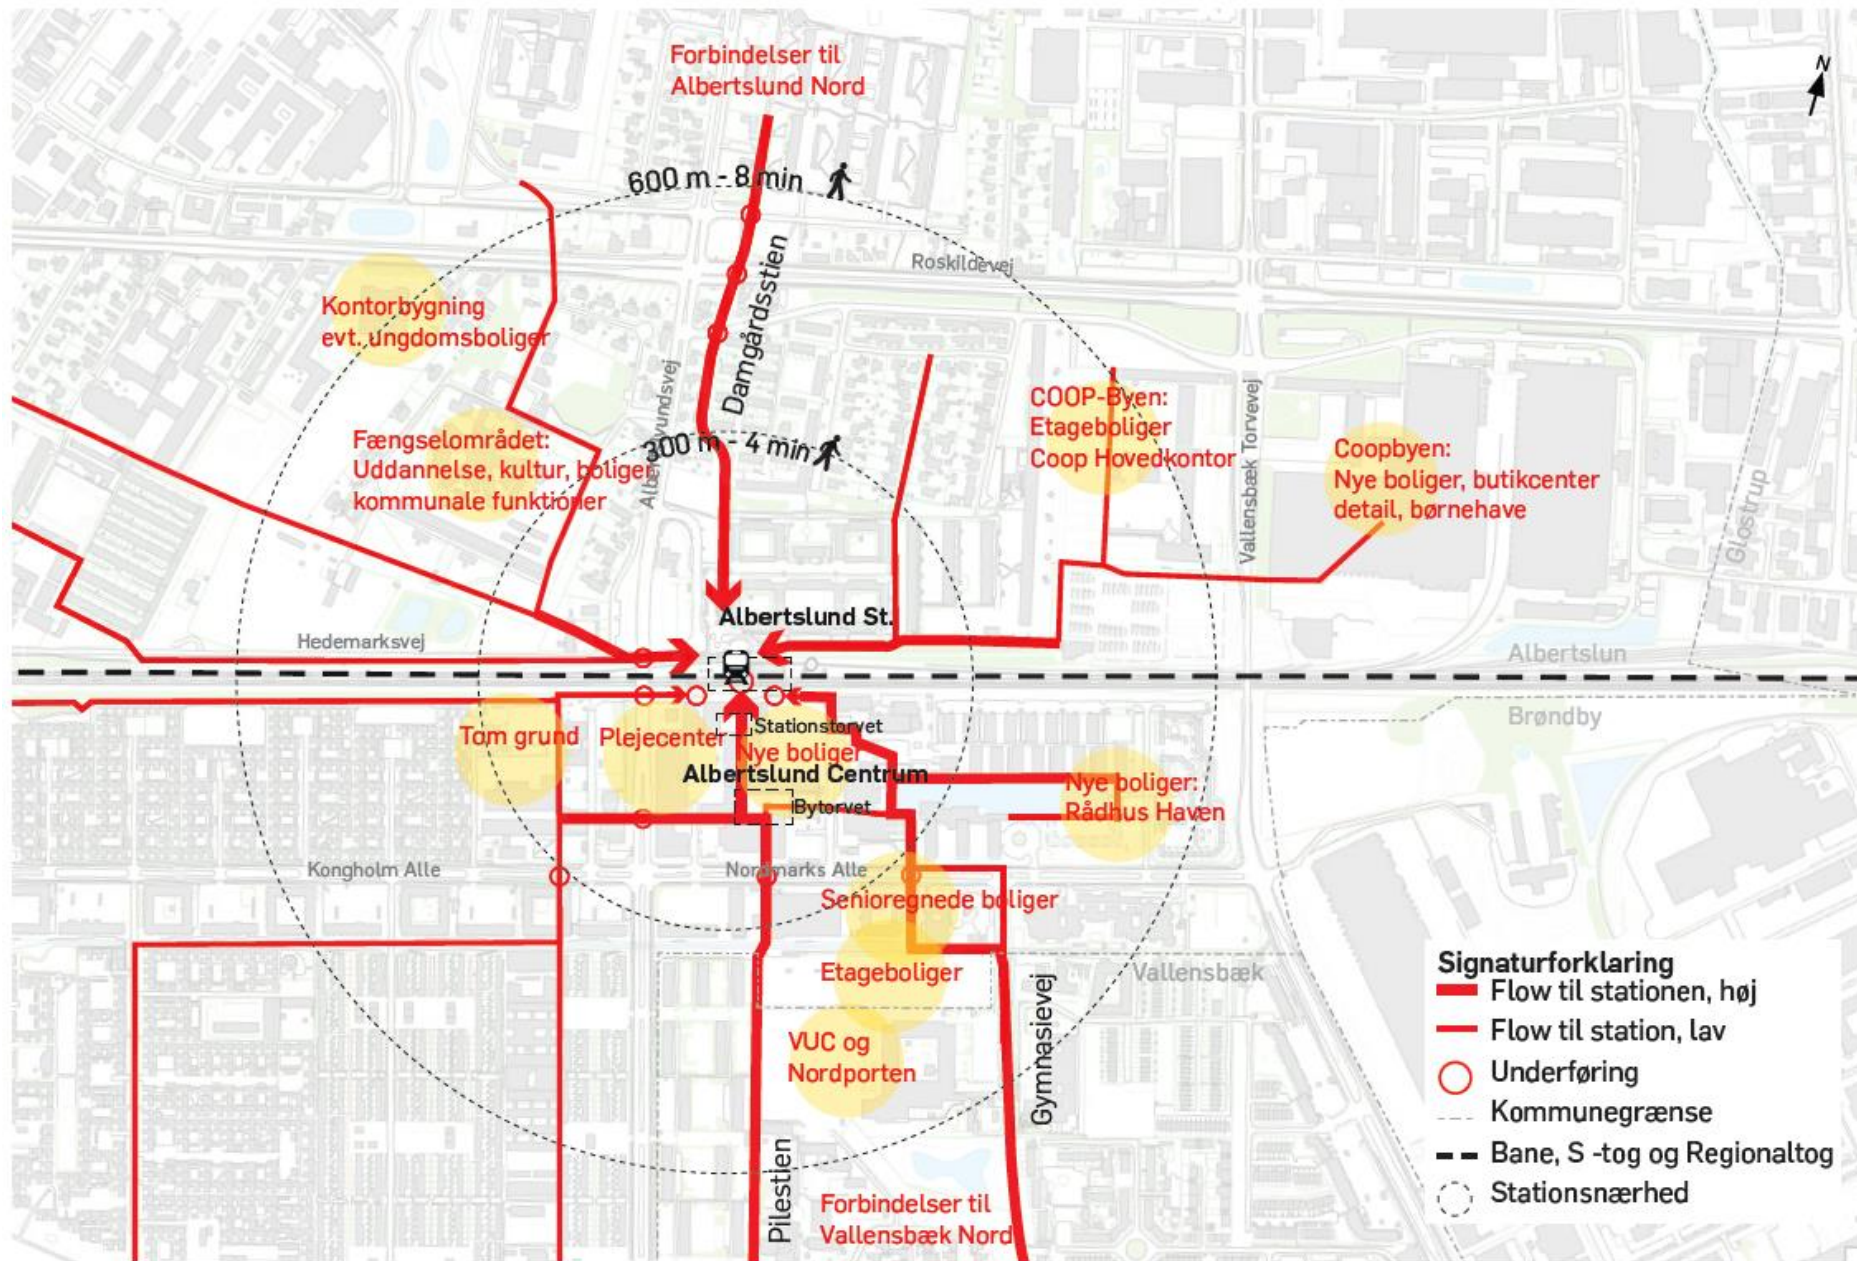 Forbindelser til
Albertslund Nord
N
600 m - 8 min
Damgårdsstien
Roskildevej
Kontorbygning
evt. ungdomsboliger
300 m - 4 min
COOP-Byen:
Etageboliger
Coop Hovedkontor
Vallensbæk Torvevej
Coopbyen:
Nye boliger, butikcenter
detail, børnehave
Glostrup
Fængselområdet:
Uddannelse, kultur, boliger
kommunale funktioner
Albertslund St.
Hedemarksvej
Albertslun
Brøndby
Tom grund
Plejecenter
Stationstorvet
Nye boliger
Albertslund Centrum
Bytorvet
Nye boliger:
Rådhus Haven
Kongholm Alle
Nordmarks Alle
Senioregnede boliger
Etageboliger
Vallensbæk
VUC og
Nordporten
Gymnasievej
Pilestien
Forbindelser til
Vallensbæk Nord
Signaturforklaring
Flow til stationen, høj
Flow til station, lav
Underføring
Kommunegrænse
Bane, S -tog og Regionaltog
Stationsnærhed